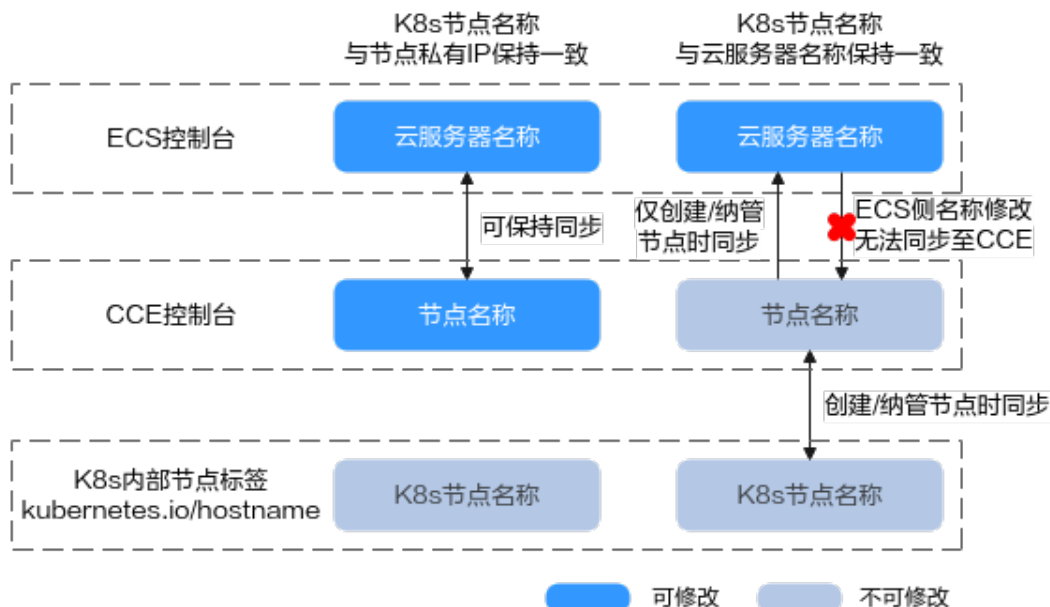 K8s节点名称
与节点私有IP保持一致
K8s节点名称
与云服务器名称保持一致
ECS控制台
云服务器名称
云服务器名称
可保持同步
仅创建/纳管
节点时同步
ECS侧名称修改
无法同步至CCE
CCE控制台
节点名称
节点名称
创建/纳管节点时同步
K8s内部节点标签
kubernetes.io/hostname
K8s节点名称
K8s节点名称
可修改
不可修改